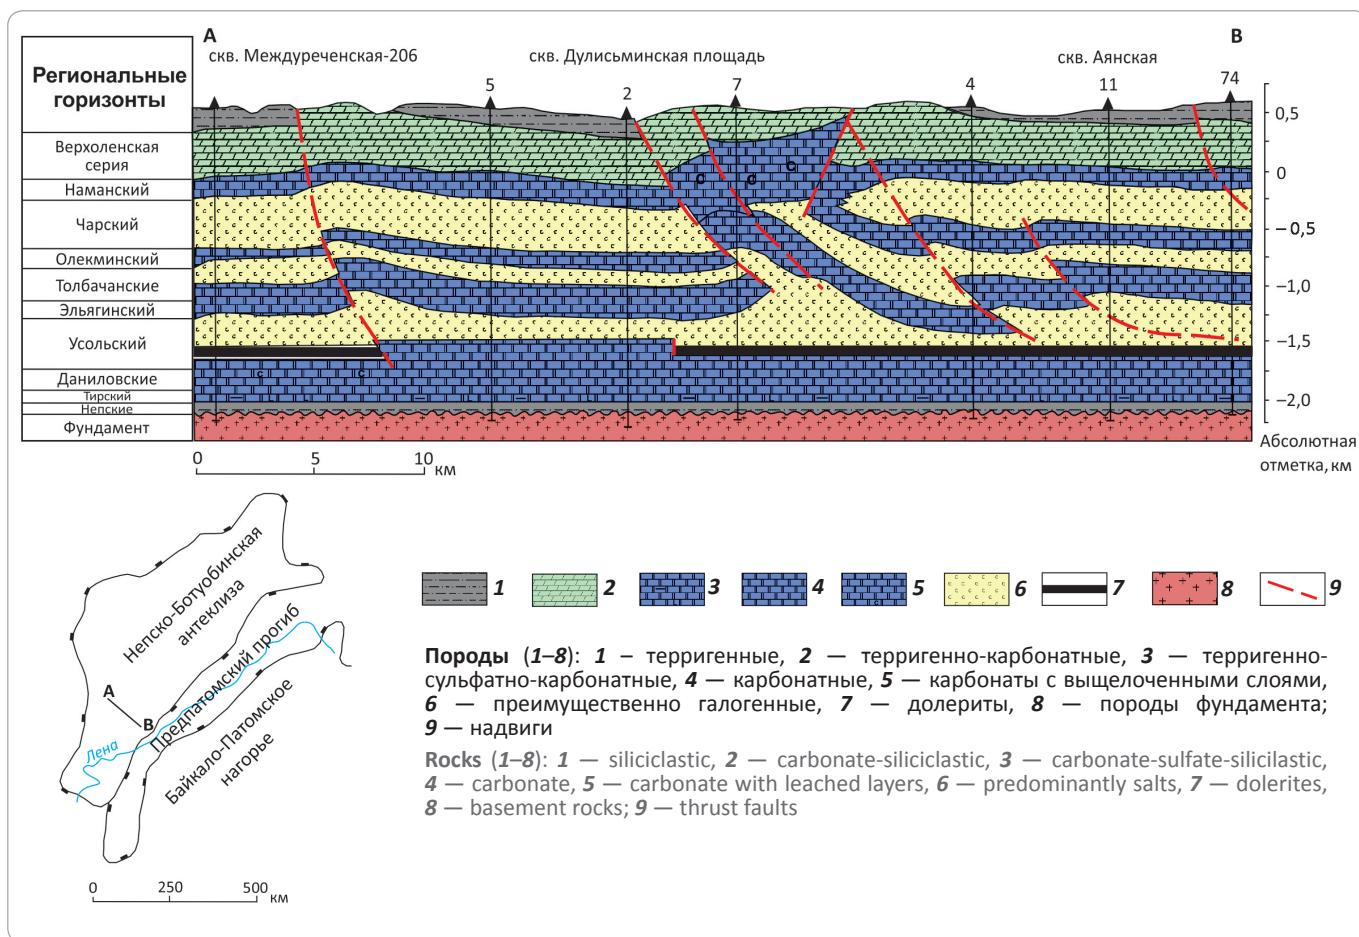 A
B
скв. Междуреченская-206
скв. Дулисьминская площадь
скв. Аянская
Региональные
горизонты
5
2
7
4
11
74
0,5
0
−0,5
−1,0
−1,5
−2,0
Абсолютная
отметка, км
Верхоленская
серия
Наманский
Чарский
Олекминский
Толбачанские
Эльягинский
Усольский
Даниловские
Тирский
Непские
Фундамент
C
C
C
c
c
0
5
10
км
Непско-Ботуобинская
антеклиза
Предпатомский прогиб
Байкало-Патомское
нагорье
Лена
A
B
0
250
500
км
1
2
3
4
5
6
7
8
9
Породы (1–8): 1 – терригенные, 2 — терригенно-карбонатные, 3 — терригенно-
сульфатно-карбонатные, 4 — карбонатные, 5 — карбонаты с выщелоченными слоями,
6 — преимущественно галогенные, 7 — долериты, 8 — породы фундамента;
9 — надвиги
Rocks (1–8): 1 — siliciclastic, 2 — carbonate-siliciclastic, 3 — carbonate-sulfate-silicilastic,
4 — carbonate, 5 — carbonate with leached layers, 6 — predominantly salts, 7 — dolerites,
8 — basement rocks; 9 — thrust faults